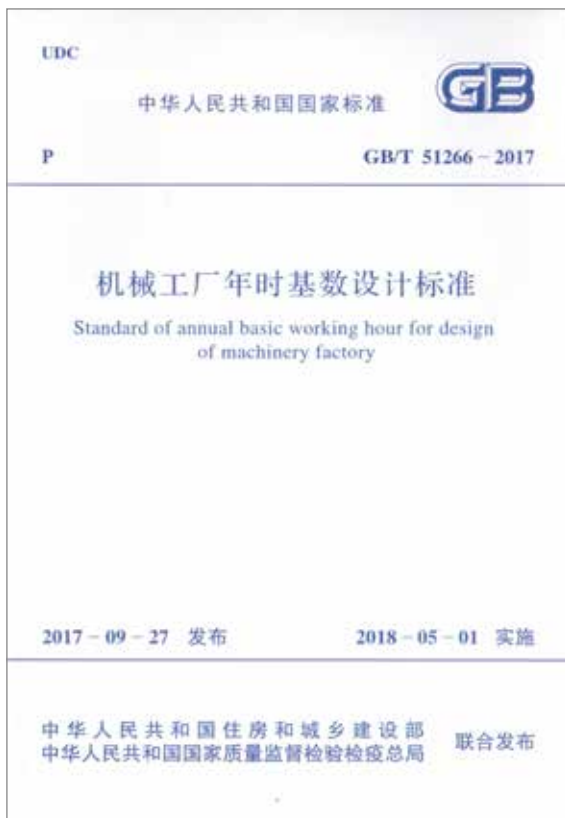 UDC
中华人民共和国国家标准
GB
P
GB/T 51266-2017
机械工厂年时基数设计标准
Standard of annual basic working hour for design
of machinery factory
2017-09-27 发布
2018-05-01 实施
中华人民共和国住房和城乡建设部
中华人民共和国国家质量监督检验检疫总局
联合发布